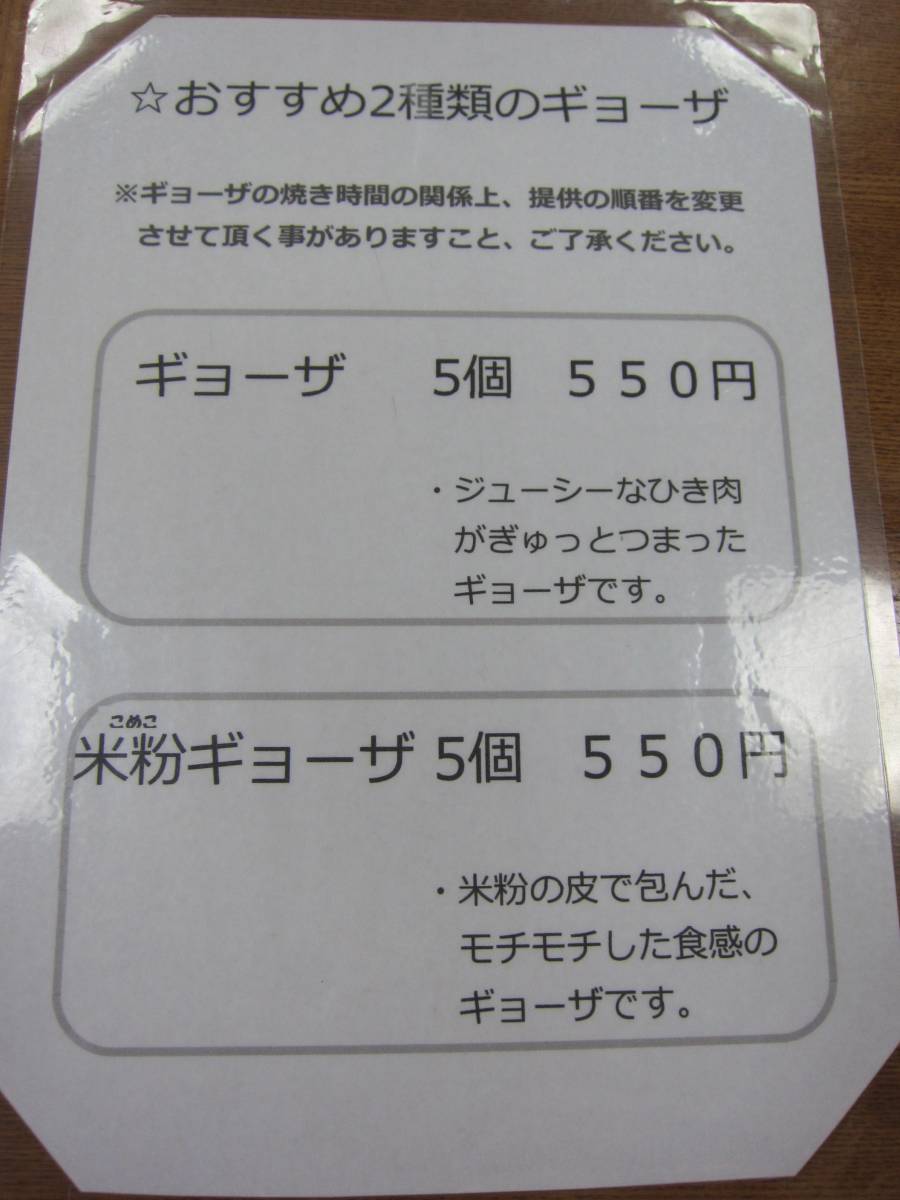 ☆おすすめ2種類のギョーザ
※ギョーザの焼き時間の関係上、提供の順番を変更
させて頂く事がありますこと、ご了承ください。
ギョーザ 5個 ５５０円
・ジューシーなひき肉
がぎゅっとつまった
ギョーザです。
こめこ
米粉ギョーザ 5個 ５５０円
・米粉の皮で包んだ、
モチモチした食感の
ギョーザです。